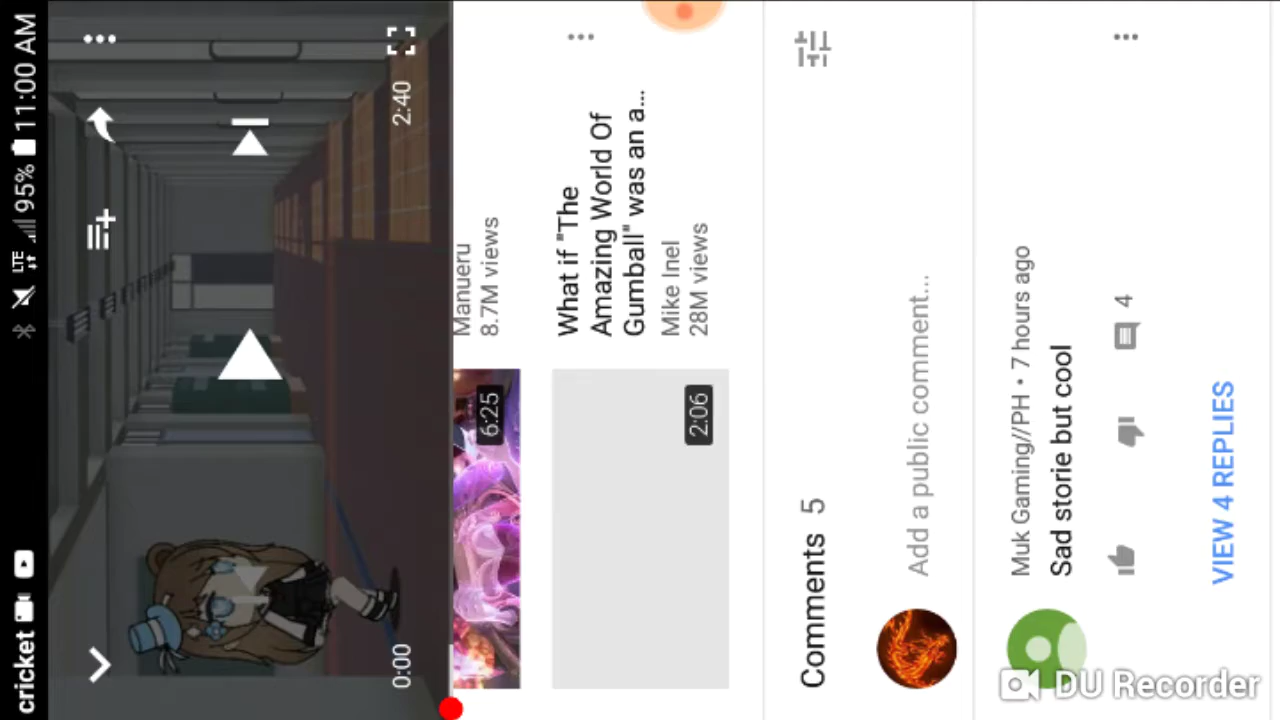 cricket LTE 95% 11:00 AM
0:00 2:40
6:25
Manueru
8.7M views
2:06
What if "The
Amazing World Of
Gumball" was an a...
Mike Inel
28M views
Comments 5
Add a public comment...
Muk Gaming//PH • 7 hours ago
Sad storie but cool
4
VIEW 4 REPLIES
DU Recorder